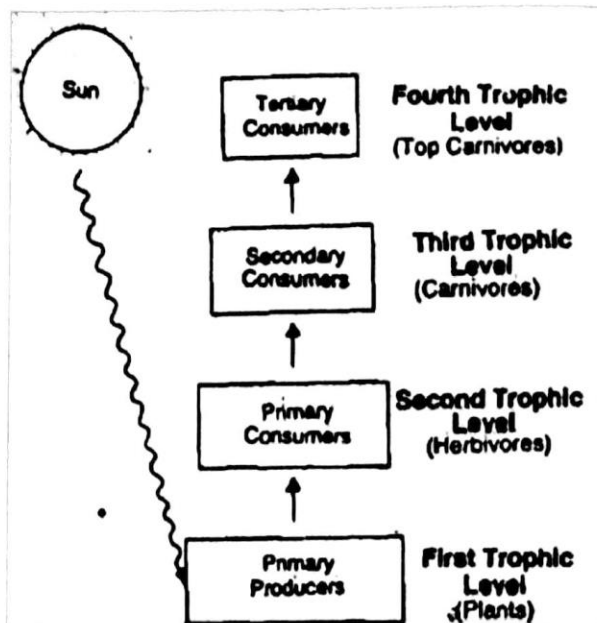 Sun
Tertiary
Consumers
Fourth Trophic
Level
(Top Carnivores)
Secondary
Consumers
Third Trophic
Level
(Carnivores)
Primary
Consumers
Second Trophic
Level
(Herbivores)
Primary
Producers
First Trophic
Level
(Plants)